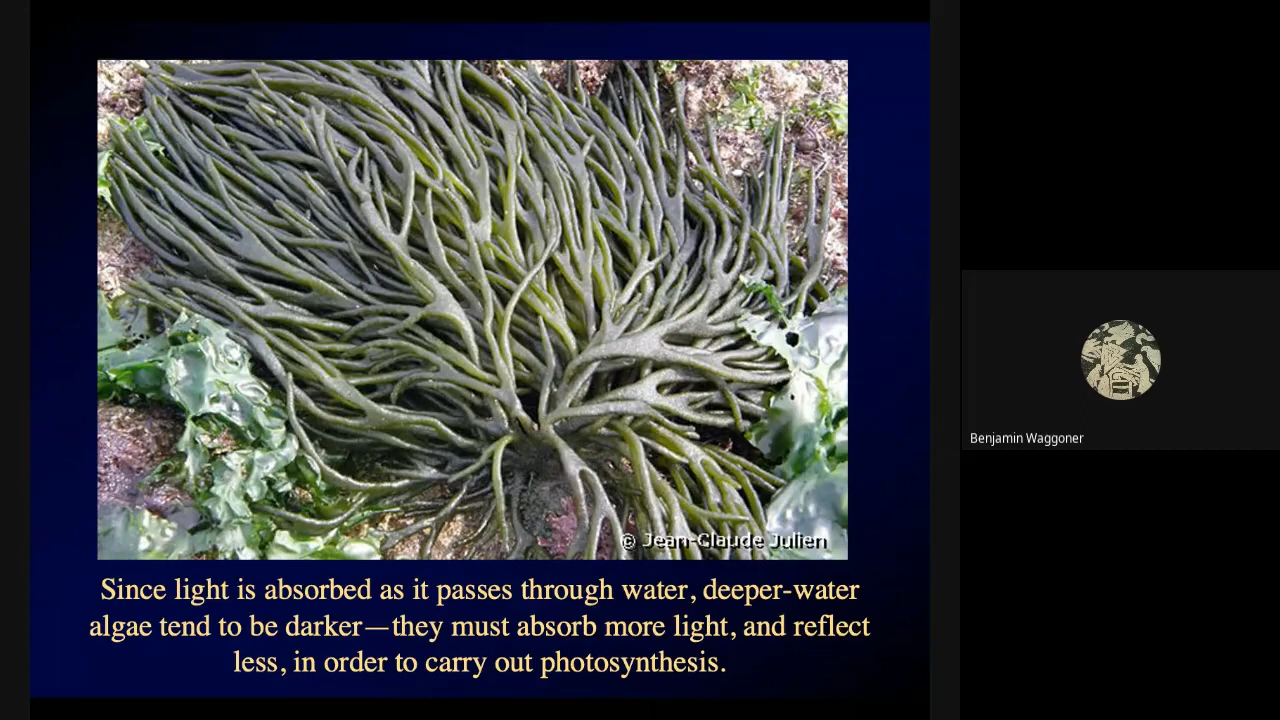 © Jean-Claude Julien
Since light is absorbed as it passes through water, deeper-water
algae tend to be darker—they must absorb more light, and reflect
less, in order to carry out photosynthesis.
Benjamin Waggoner